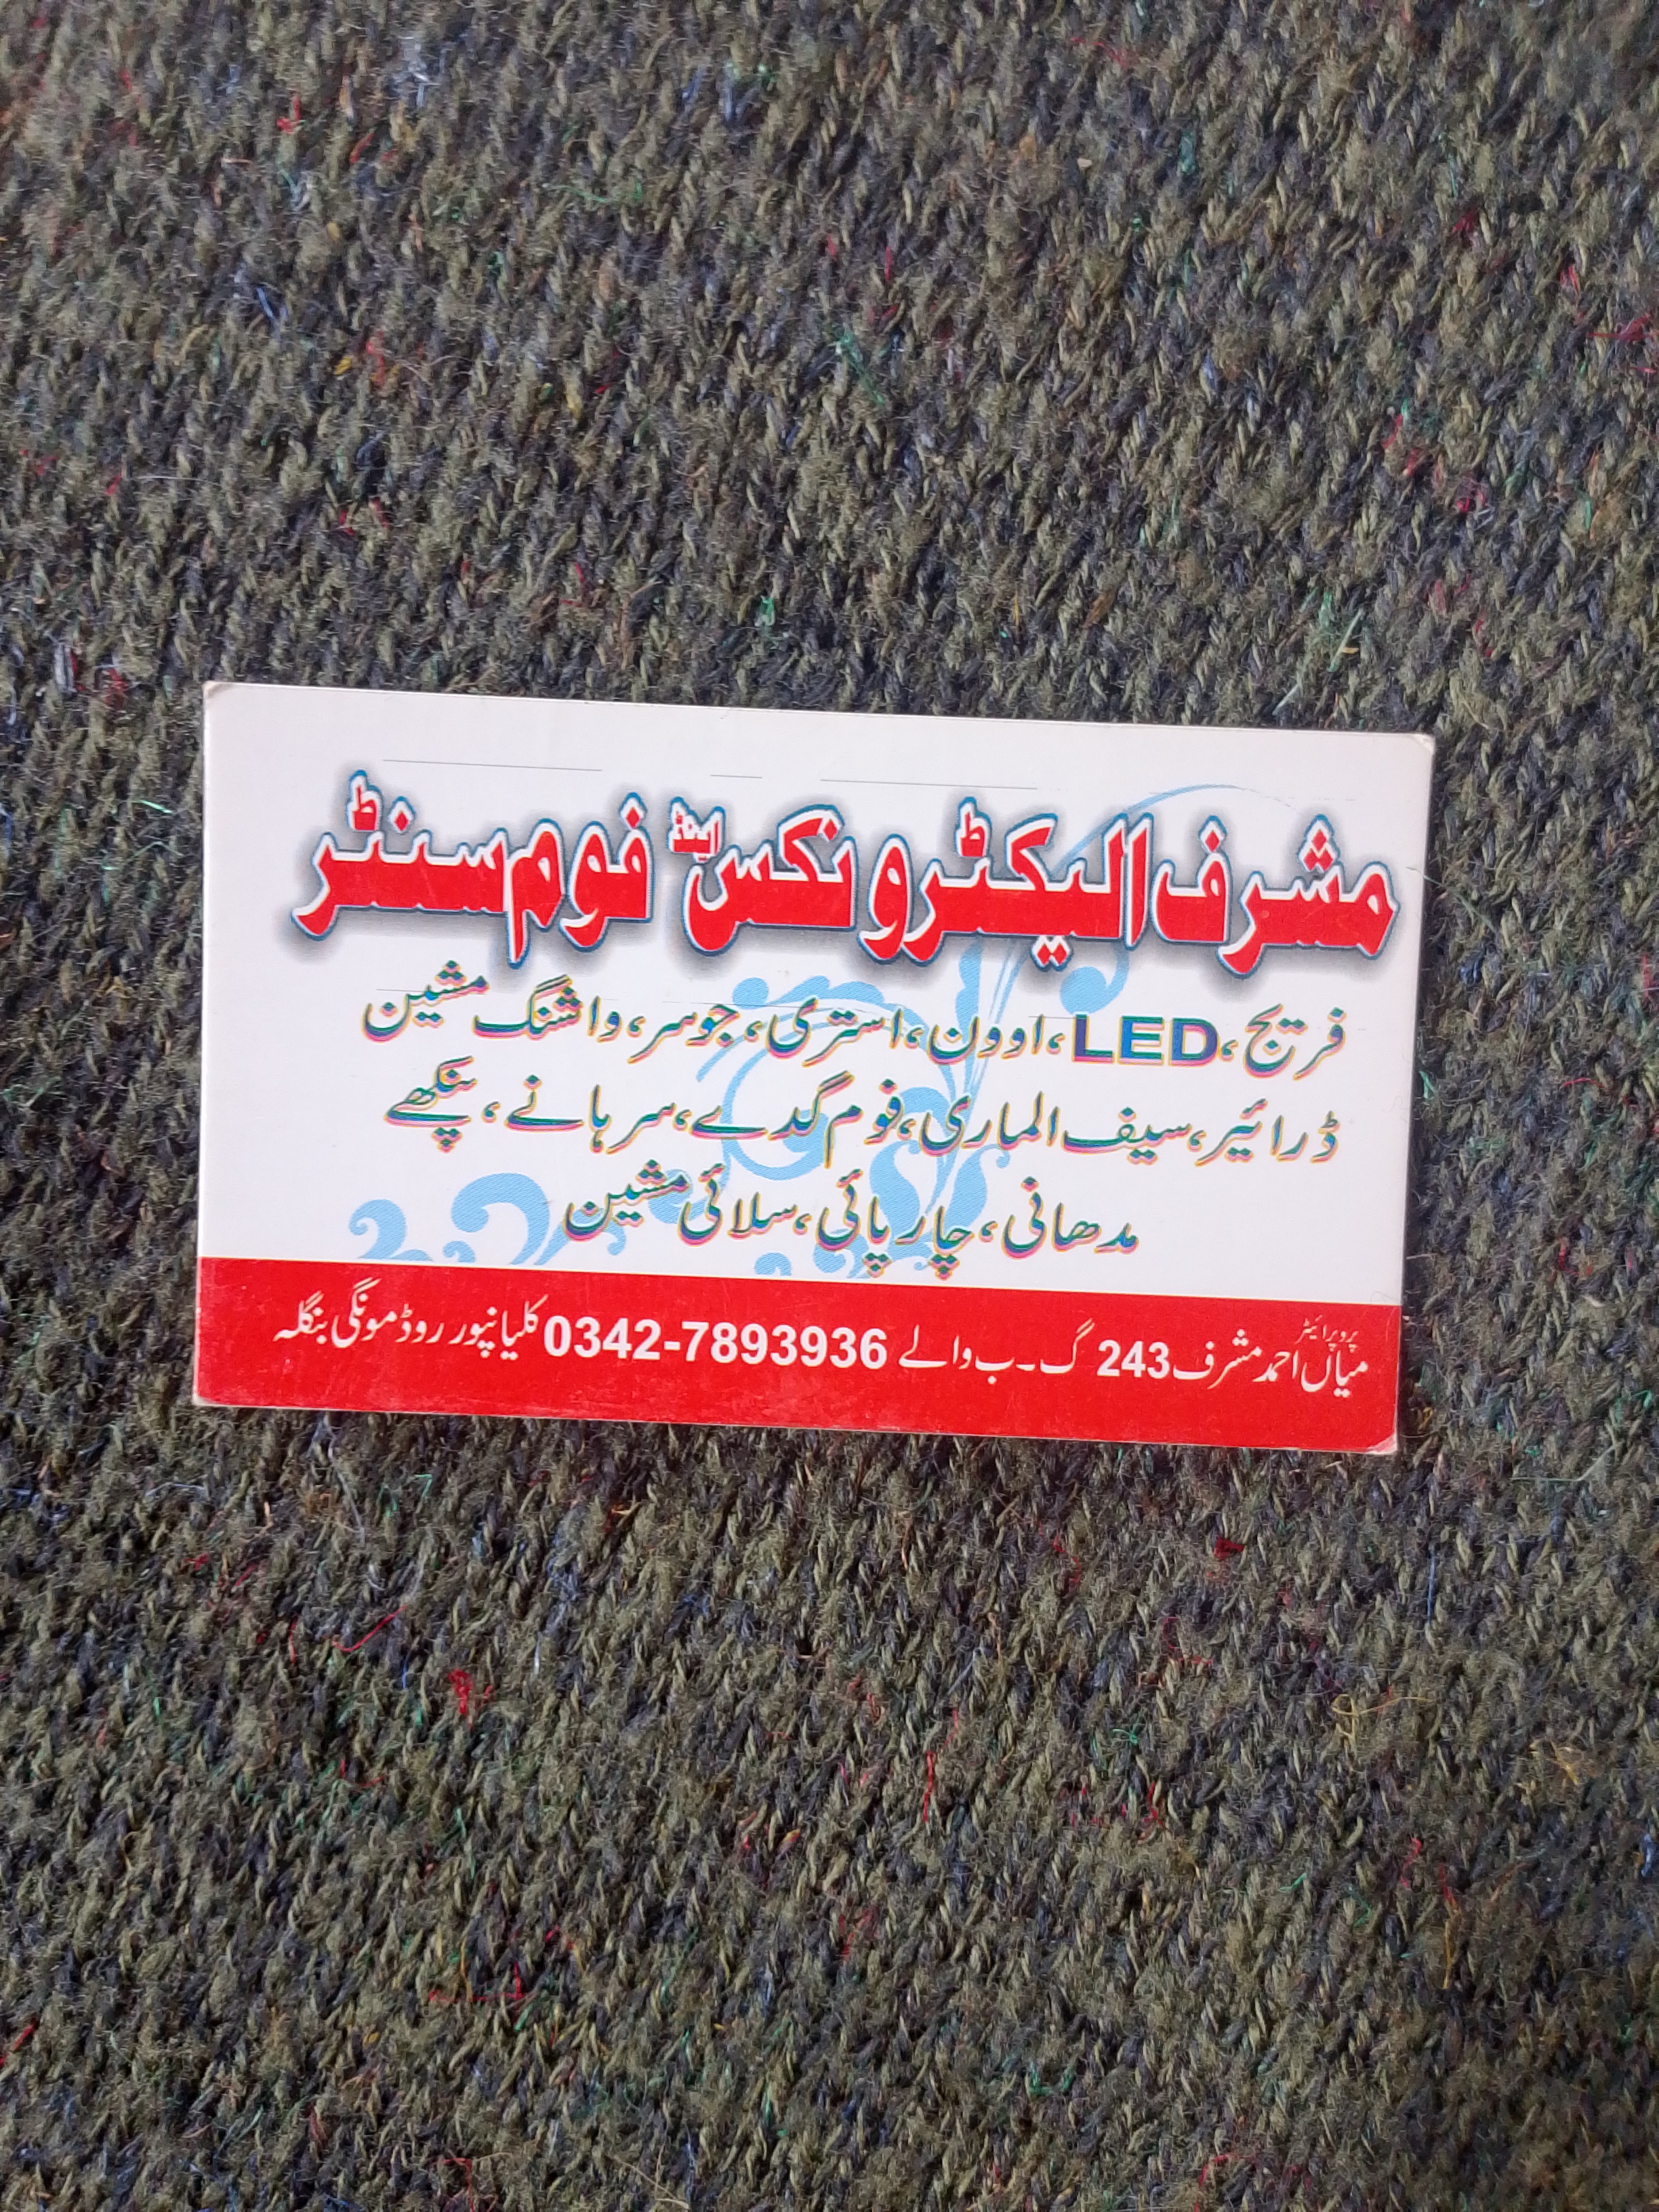 مشرف الیکٹرونکس اینڈ فوم سنٹر
فریج، LED، اوون، استری، جوسر، واشنگ مشین
ڈرائیر، سیف الماری، فوم گدے، سرہانے، پنکھے
مدھانی، چارپائی، سلائی مشین
پروپرائیٹر
میاں احمد مشرف 243 گ۔ب والے 0342-7893936 کلیانپور روڈ مونگی بنگلہ